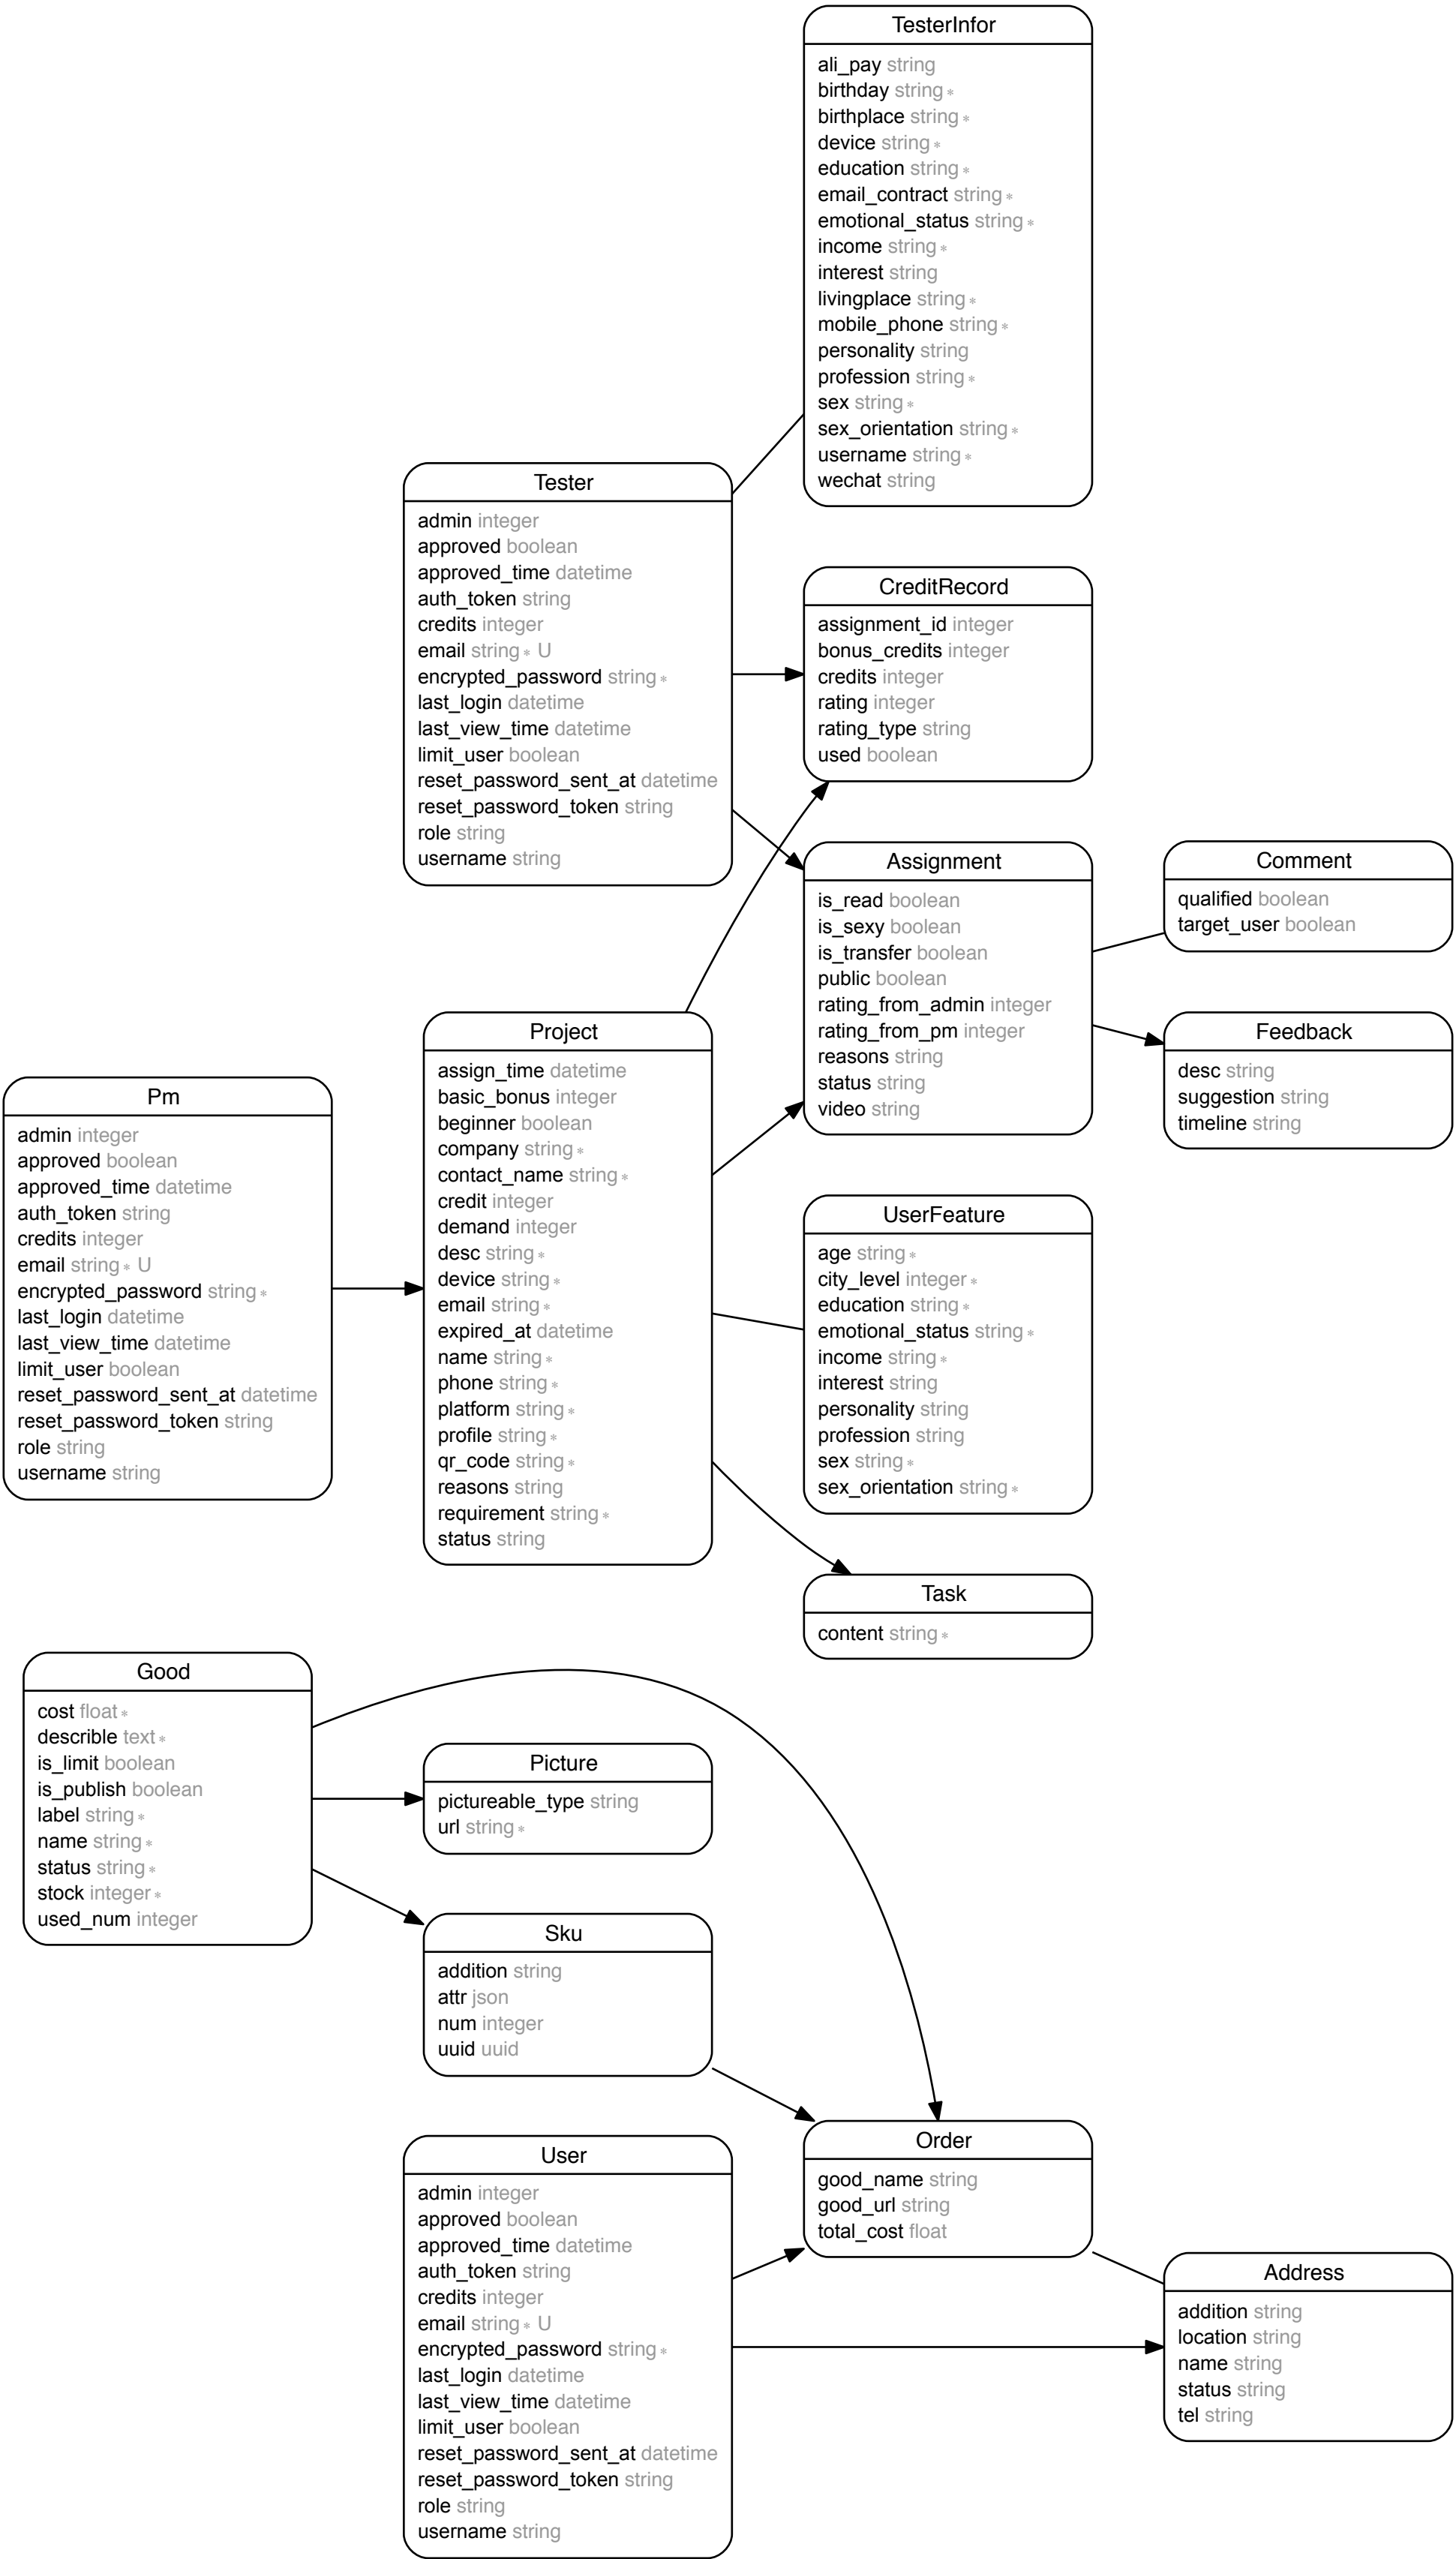 TesterInfor
ali_pay string
birthday string ∗
birthplace string ∗
device string ∗
education string ∗
email_contract string ∗
emotional_status string ∗
income string ∗
interest string
livingplace string ∗
mobile_phone string ∗
personality string
profession string ∗
sex string ∗
sex_orientation string ∗
username string ∗
wechat string
Tester
admin integer
approved boolean
approved_time datetime
auth_token string
credits integer
email string ∗ U
encrypted_password string ∗
last_login datetime
last_view_time datetime
limit_user boolean
reset_password_sent_at datetime
reset_password_token string
role string
username string
CreditRecord
assignment_id integer
bonus_credits integer
credits integer
rating integer
rating_type string
used boolean
Assignment
is_read boolean
is_sexy boolean
is_transfer boolean
public boolean
rating_from_admin integer
rating_from_pm integer
reasons string
status string
video string
Comment
qualified boolean
target_user boolean
Feedback
desc string
suggestion string
timeline string
Pm
admin integer
approved boolean
approved_time datetime
auth_token string
credits integer
email string ∗ U
encrypted_password string ∗
last_login datetime
last_view_time datetime
limit_user boolean
reset_password_sent_at datetime
reset_password_token string
role string
username string
Project
assign_time datetime
basic_bonus integer
beginner boolean
company string ∗
contact_name string ∗
credit integer
demand integer
desc string ∗
device string ∗
email string ∗
expired_at datetime
name string ∗
phone string ∗
platform string ∗
profile string ∗
qr_code string ∗
reasons string
requirement string ∗
status string
UserFeature
age string ∗
city_level integer ∗
education string ∗
emotional_status string ∗
income string ∗
interest string
personality string
profession string
sex string ∗
sex_orientation string ∗
Task
content string ∗
Good
cost float ∗
describle text ∗
is_limit boolean
is_publish boolean
label string ∗
name string ∗
status string ∗
stock integer ∗
used_num integer
Picture
pictureable_type string
url string ∗
Sku
addition string
attr json
num integer
uuid uuid
User
admin integer
approved boolean
approved_time datetime
auth_token string
credits integer
email string ∗ U
encrypted_password string ∗
last_login datetime
last_view_time datetime
limit_user boolean
reset_password_sent_at datetime
reset_password_token string
role string
username string
Order
good_name string
good_url string
total_cost float
Address
addition string
location string
name string
status string
tel string